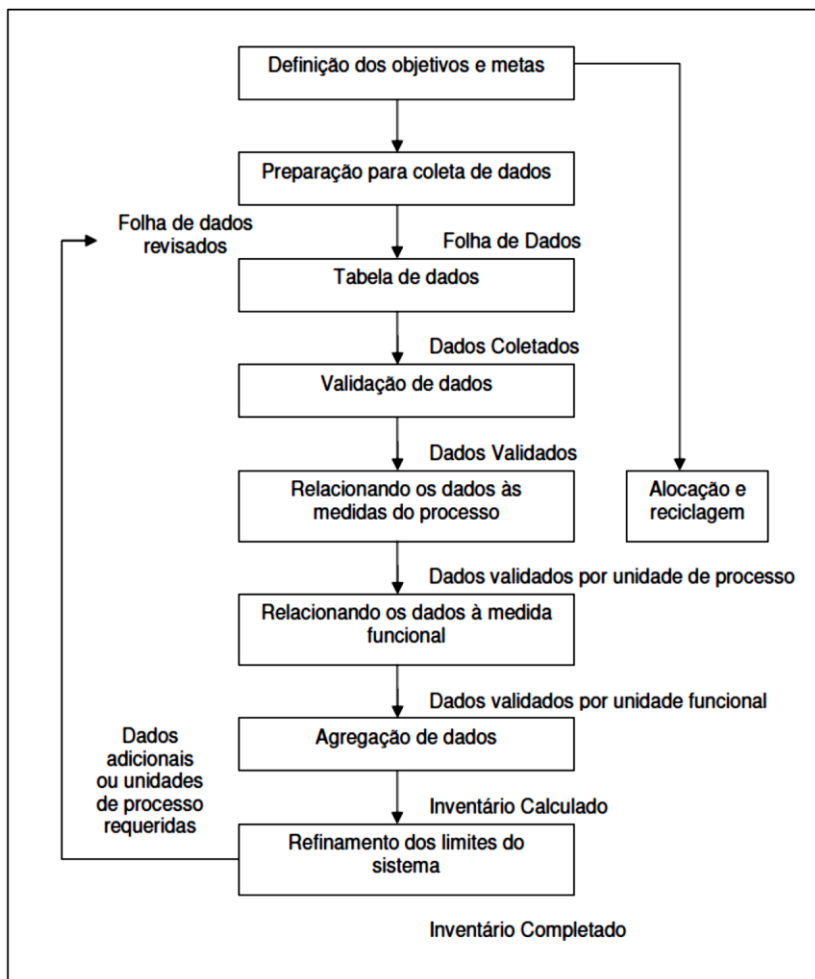 Definição dos objetivos e metas
Preparação para coleta de dados
Folha de dados
revisados
Folha de Dados
Tabela de dados
Dados Coletados
Validação de dados
Dados Validados
Relacionando os dados às
medidas do processo
Alocação e
reciclagem
Dados validados por unidade de processo
Relacionando os dados à medida
funcional
Dados validados por unidade funcional
Dados
adicionais
ou unidades
de processo
requeridas
Agregação de dados
Inventário Calculado
Refinamento dos limites do
sistema
Inventário Completado